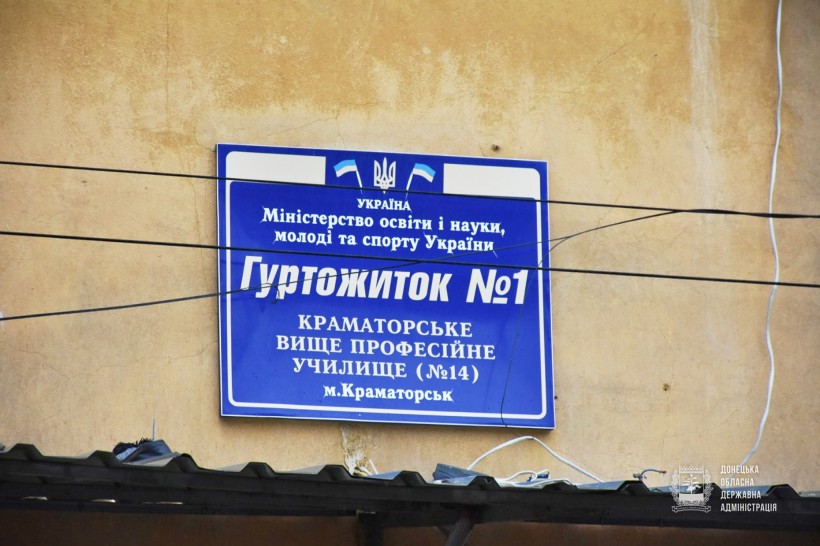 УКРАЇНА
Міністерство освіти і науки,
молоді та спорту України
Гуртожиток №1
КРАМАТОРСЬКЕ
ВИЩЕ ПРОФЕСІЙНЕ
УЧИЛИЩЕ (№14)
м.Краматорськ
ДОНЕЦЬКА
ОБЛАСНА
ДЕРЖАВНА
АДМІНІСТРАЦІЯ